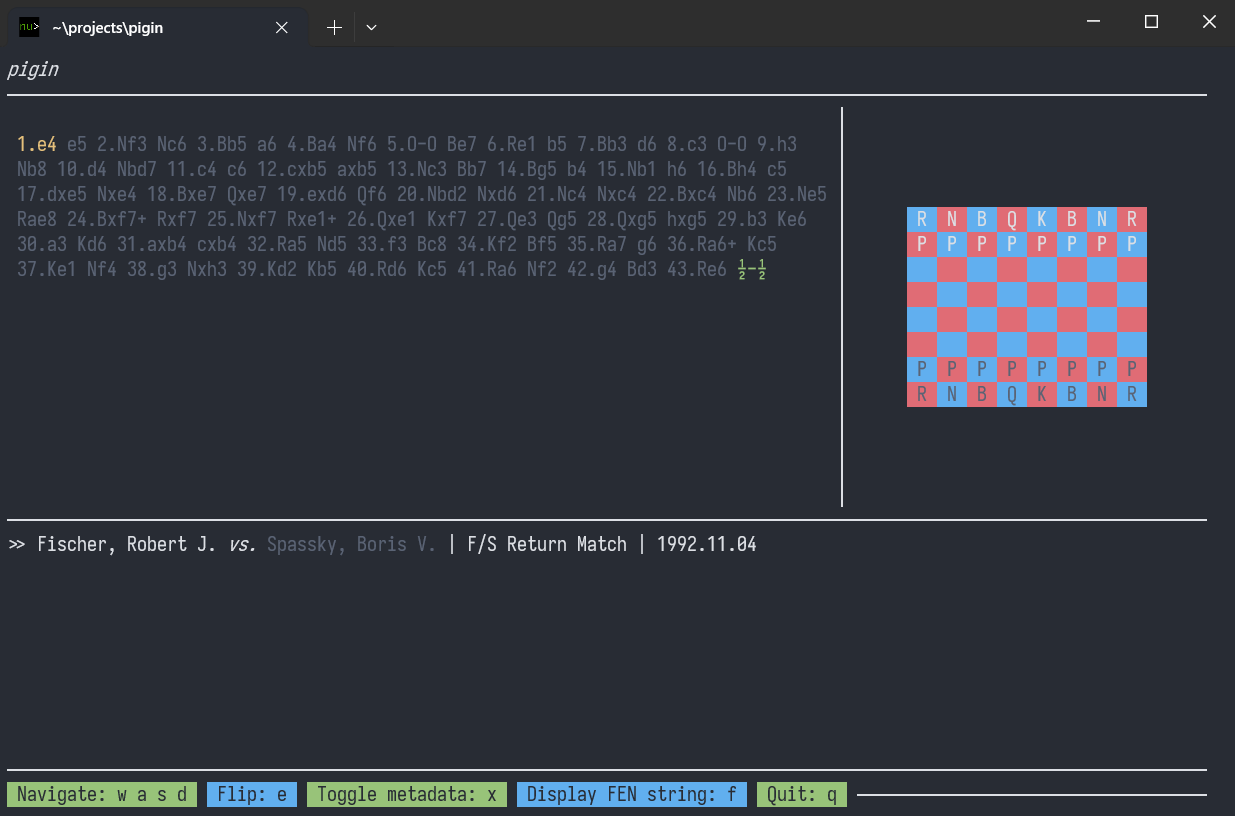 nu> ~\projects\pigin
pigin
1.e4 e5 2.Nf3 Nc6 3.Bb5 a6 4.Ba4 Nf6 5.O-O Be7 6.Re1 b5 7.Bb3 d6 8.c3 O-O 9.h3
Nb8 10.d4 Nbd7 11.c4 c6 12.cxb5 axb5 13.Nc3 Bb7 14.Bg5 b4 15.Nb1 h6 16.Bh4 c5
17.dxe5 Nxe4 18.Bxe7 Qxe7 19.exd6 Qf6 20.Nbd2 Nxd6 21.Nc4 Nxc4 22.Bxc4 Nb6 23.Ne5
Rae8 24.Bxf7+ Rxf7 25.Nxf7 Rxe1+ 26.Qxe1 Kxf7 27.Qe3 Qg5 28.Qxg5 hxg5 29.b3 Ke6
30.a3 Kd6 31.axb4 cxb4 32.Ra5 Nd5 33.f3 Bc8 34.Kf2 Bf5 35.Ra7 g6 36.Ra6+ Kc5
37.Ke1 Nf4 38.g3 Nxh3 39.Kd2 Kb5 40.Rd6 Kc5 41.Ra6 Nf2 42.g4 Bd3 43.Re6 ½-½
R N B Q K B N R
P P P P P P P P
P P P P P P P P
R N B Q K B N R
>> Fischer, Robert J. vs. Spassky, Boris V. | F/S Return Match | 1992.11.04
Navigate: w a s d Flip: e Toggle metadata: x Display FEN string: f Quit: q